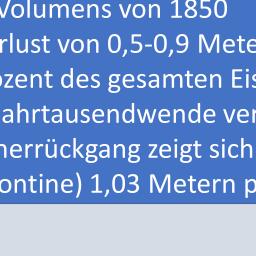 Volumens von 1850
rlust von 0,5-0,9 Mete
ozent des gesamten Eis
ahrtausendwende ver
herrückgang zeigt sich
ontine) 1,03 Metern p